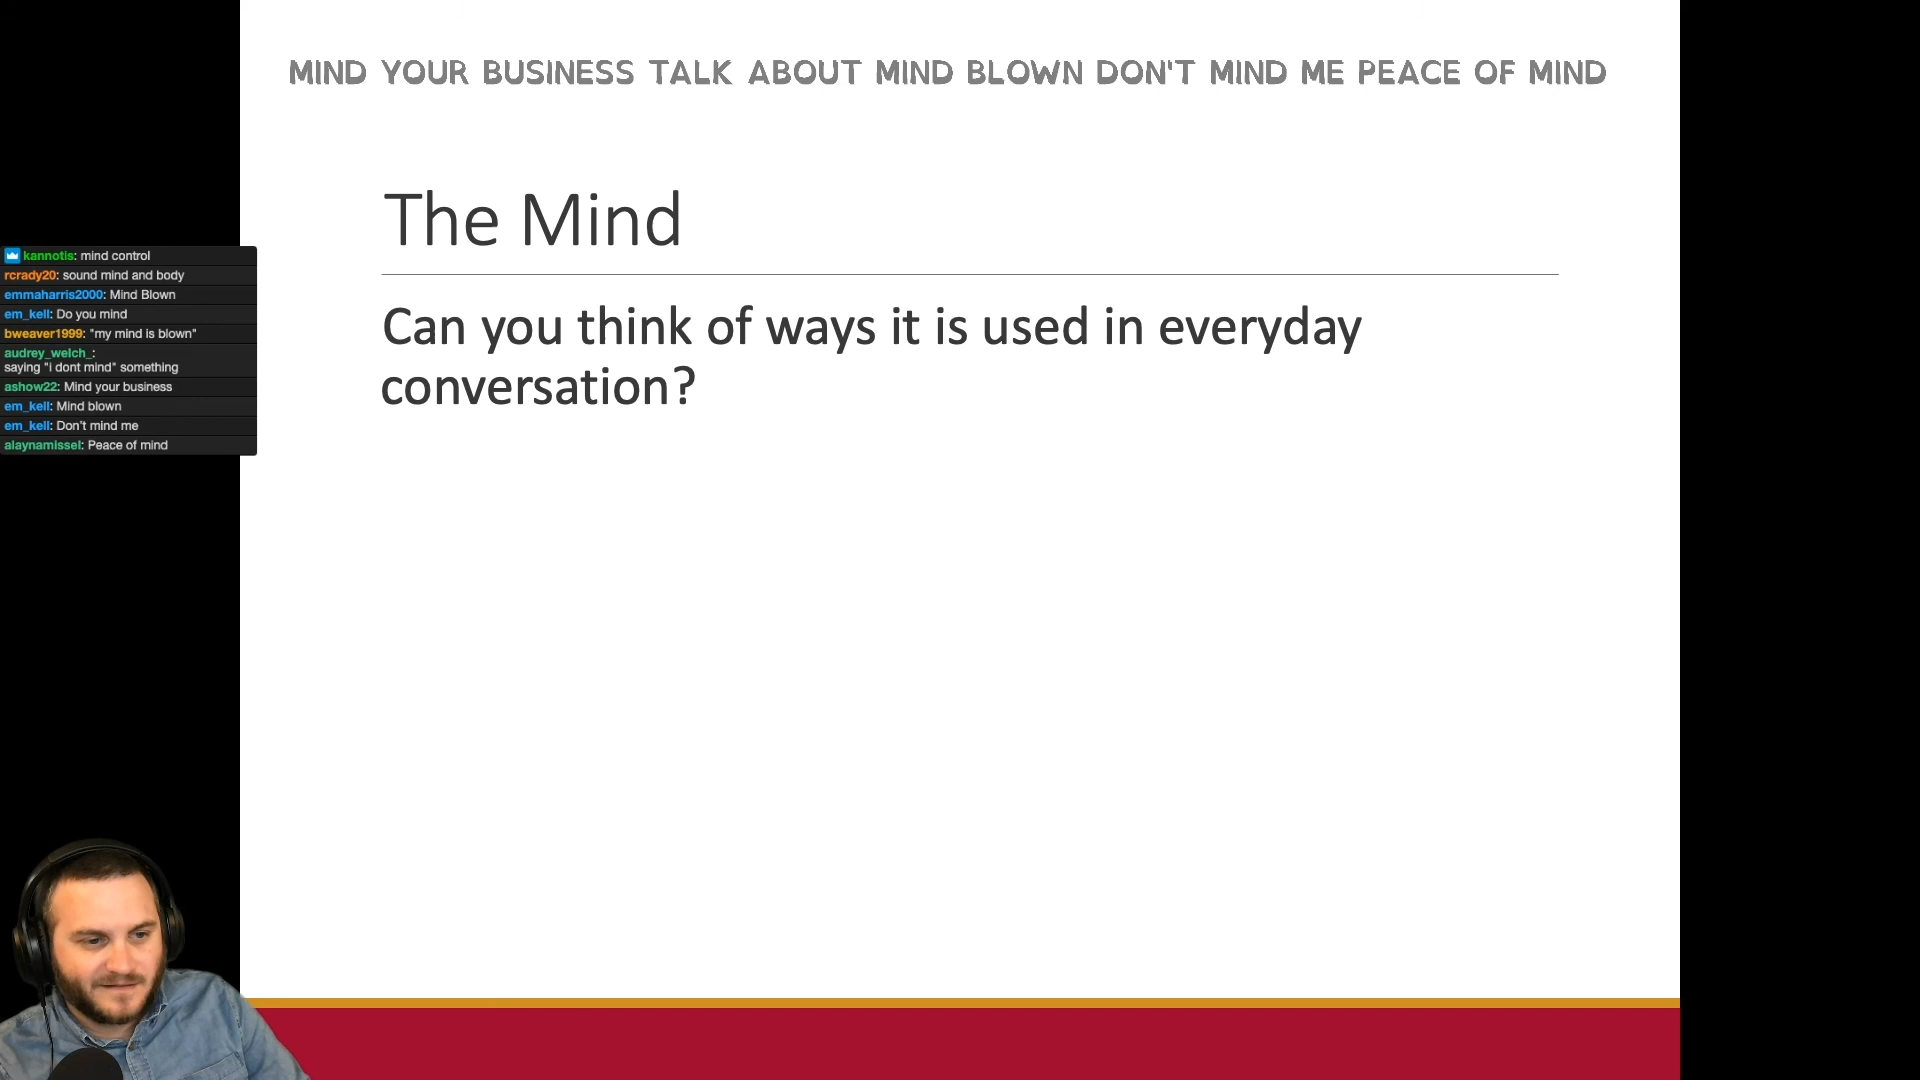 MIND YOUR BUSINESS TALK ABOUT MIND BLOWN DON'T MIND ME PEACE OF MIND
The Mind
Can you think of ways it is used in everyday
conversation?
kannotis: mind control
rcrady20: sound mind and body
emmaharris2000: Mind Blown
em_kell: Do you mind
bweaver1999: "my mind is blown"
audrey_welch_:
saying "i dont mind" something
ashow22: Mind your business
em_kell: Mind blown
em_kell: Don't mind me
alaynamissel: Peace of mind